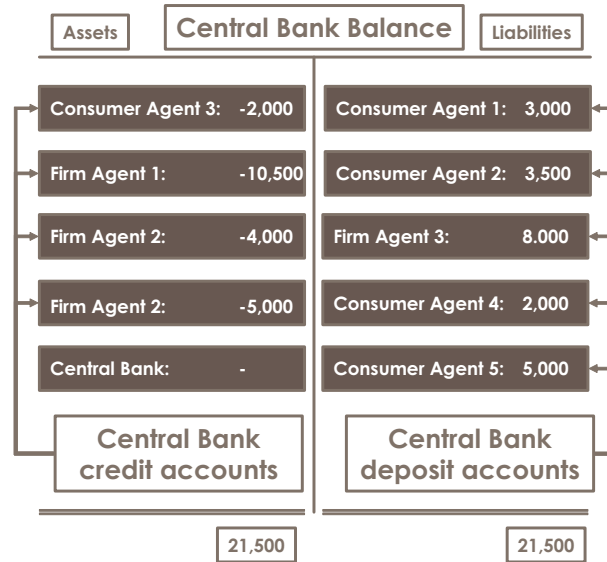 Assets
Central Bank Balance
Liabilities
Consumer Agent 3: -2,000
Consumer Agent 1: 3,000
Firm Agent 1: -10,500
Consumer Agent 2: 3,500
Firm Agent 2: -4,000
Firm Agent 3: 8.000
Firm Agent 2: -5,000
Consumer Agent 4: 2,000
Central Bank: -
Consumer Agent 5: 5,000
Central Bank
credit accounts
Central Bank
deposit accounts
21,500
21,500